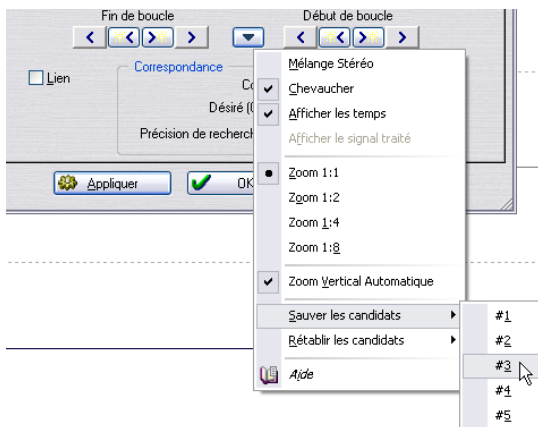 Fin de boucle
Début de boucle
Lien
Correspondance
Désiré
Précision de recherch
Appliquer
OK
Mélange Stéréo
Chevaucher
Afficher les temps
Afficher le signal traité
Zoom 1:1
Zoom 1:2
Zoom 1:4
Zoom 1:8
Zoom Vertical Automatique
Sauver les candidats
Rétablir les candidats
Aide
#1
#2
#3
#4
#5